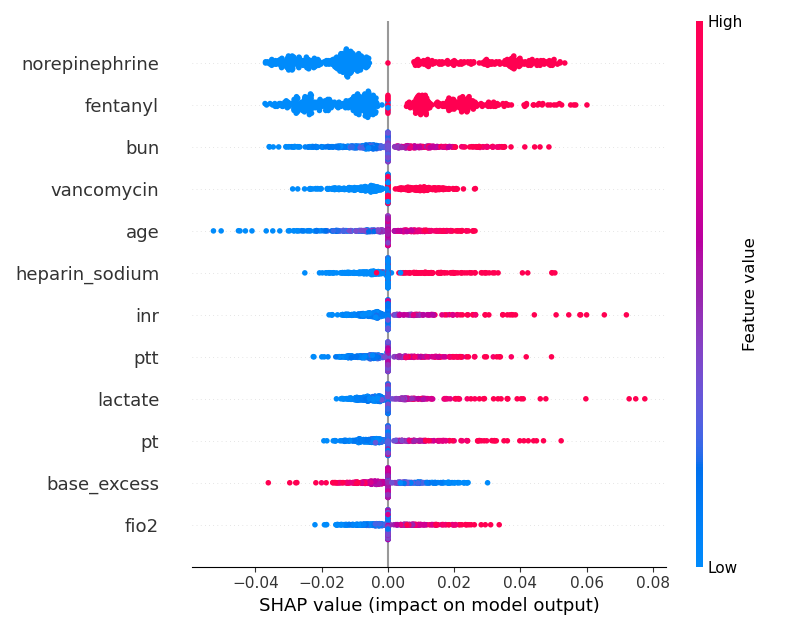 High
norepinephrine
fentanyl
bun
vancomycin
age
heparin_sodium
inr
ptt
lactate
pt
base_excess
fio2
Feature value
Low
−0.04 −0.02 0.00 0.02 0.04 0.06 0.08
SHAP value (impact on model output)